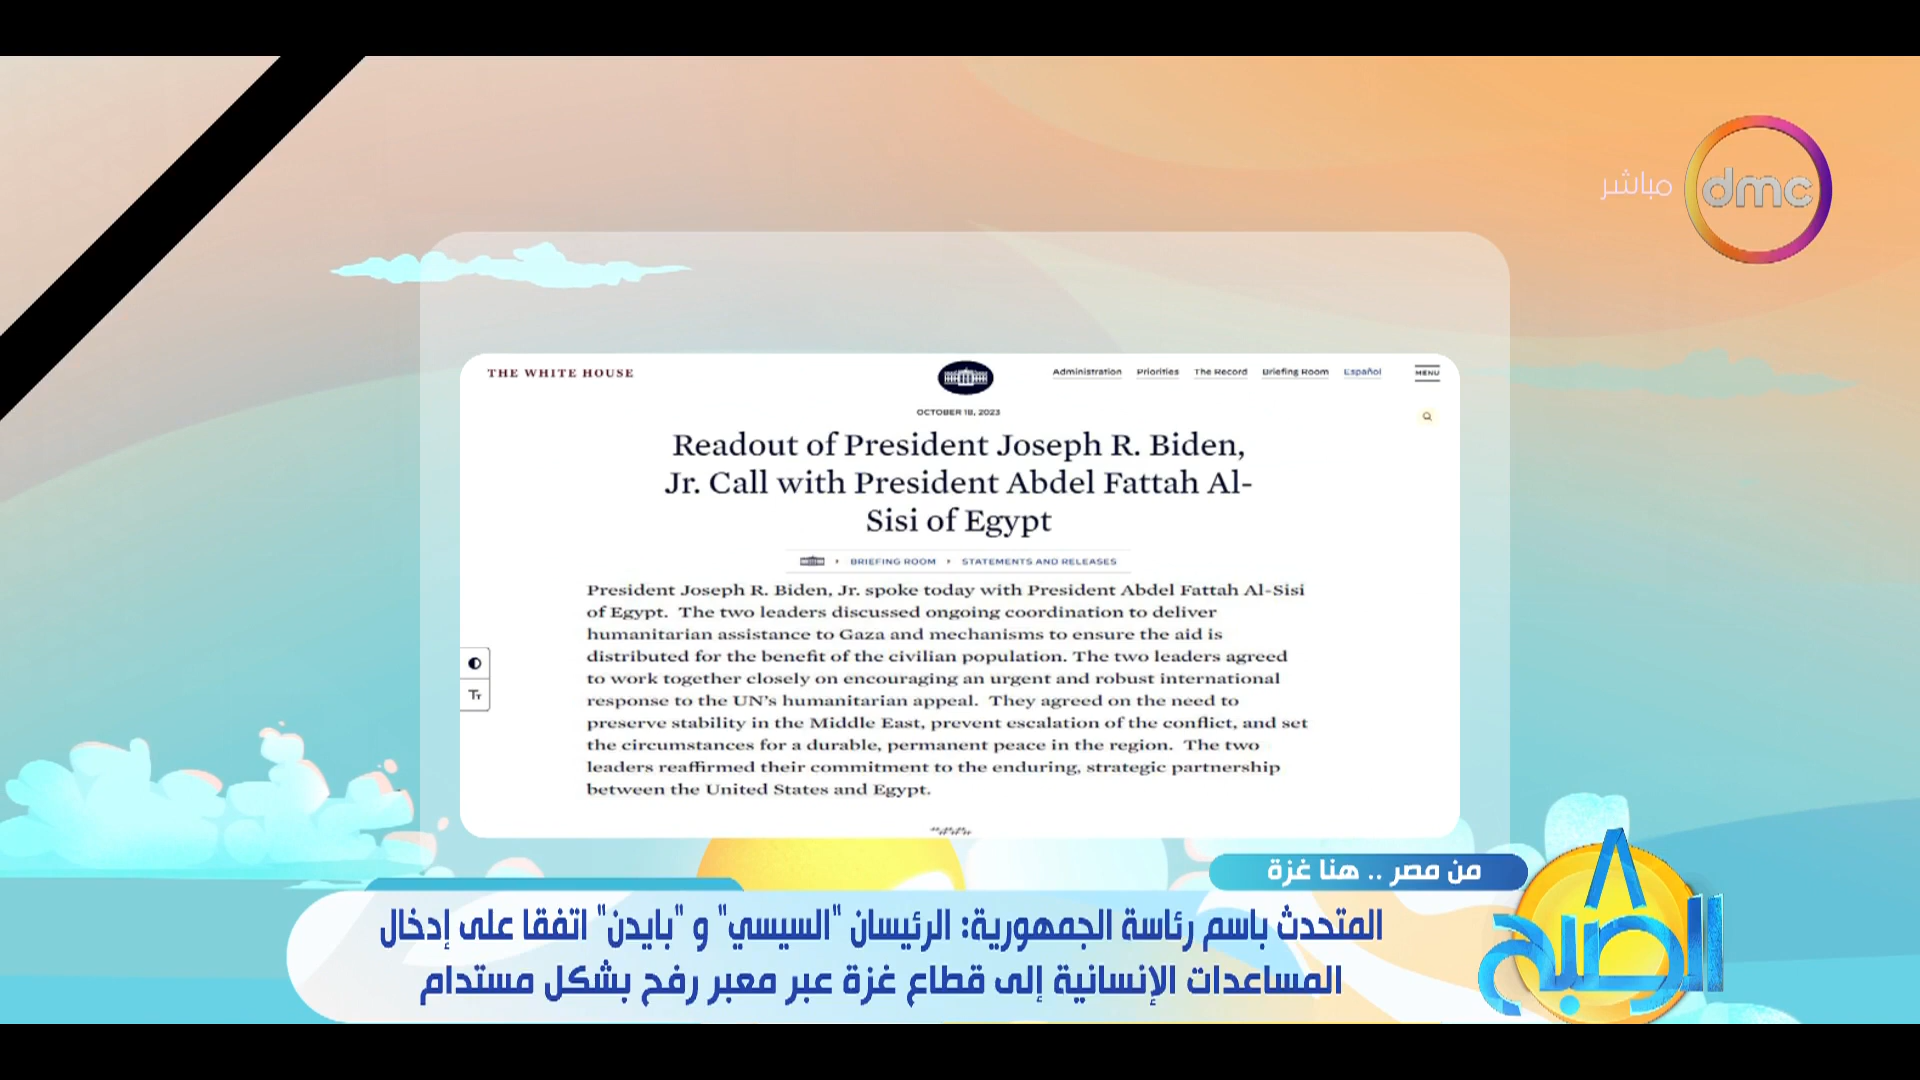 مباشر
dmc
THE WHITE HOUSE
Administration Priorities The Record Briefing Room Español MENU
OCTOBER 18, 2023
Readout of President Joseph R. Biden,
Jr. Call with President Abdel Fattah Al-
Sisi of Egypt
BRIEFING ROOM › STATEMENTS AND RELEASES
President Joseph R. Biden, Jr. spoke today with President Abdel Fattah Al-Sisi
of Egypt. The two leaders discussed ongoing coordination to deliver
humanitarian assistance to Gaza and mechanisms to ensure the aid is
distributed for the benefit of the civilian population. The two leaders agreed
to work together closely on encouraging an urgent and robust international
response to the UN’s humanitarian appeal. They agreed on the need to
preserve stability in the Middle East, prevent escalation of the conflict, and set
the circumstances for a durable, permanent peace in the region. The two
leaders reaffirmed their commitment to the enduring, strategic partnership
between the United States and Egypt.
Tт
من مصر .. هنا غزة
المتحدث باسم رئاسة الجمهورية: الرئيسان "السيسي" و "بايدن" اتفقا على إدخال
المساعدات الإنسانية إلى قطاع غزة عبر معبر رفح بشكل مستدام
٨ الصبح